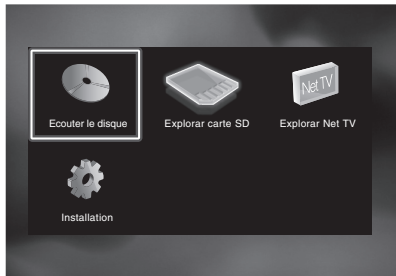 Net TV
Ecouter le disque
Explorar carte SD
Explorar Net TV
Installation